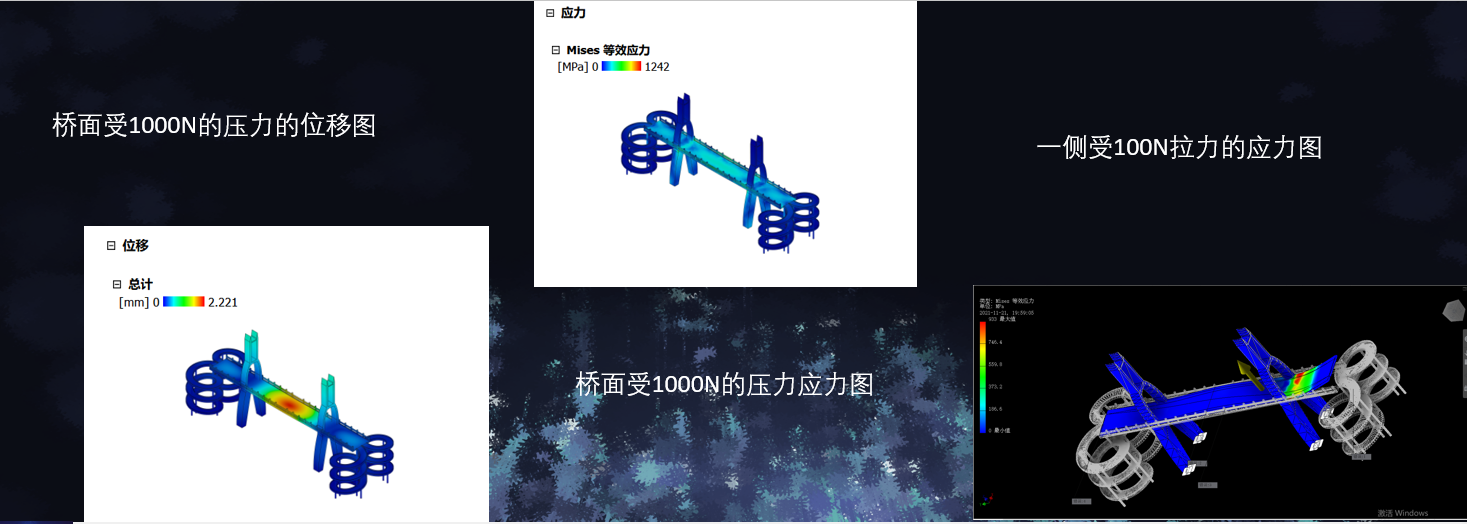 桥面受1000N的压力的位移图
位移
总计
[mm] 0 2.221
应力
Mises 等效应力
[MPa] 0 1242
桥面受1000N的压力应力图
一侧受100N拉力的应力图
类型: Mises 等效应力
单位: MPa
2021-11-21, 19:59:08
933 最大值
746.4
559.8
373.2
186.6
0 最小值
激活 Windows